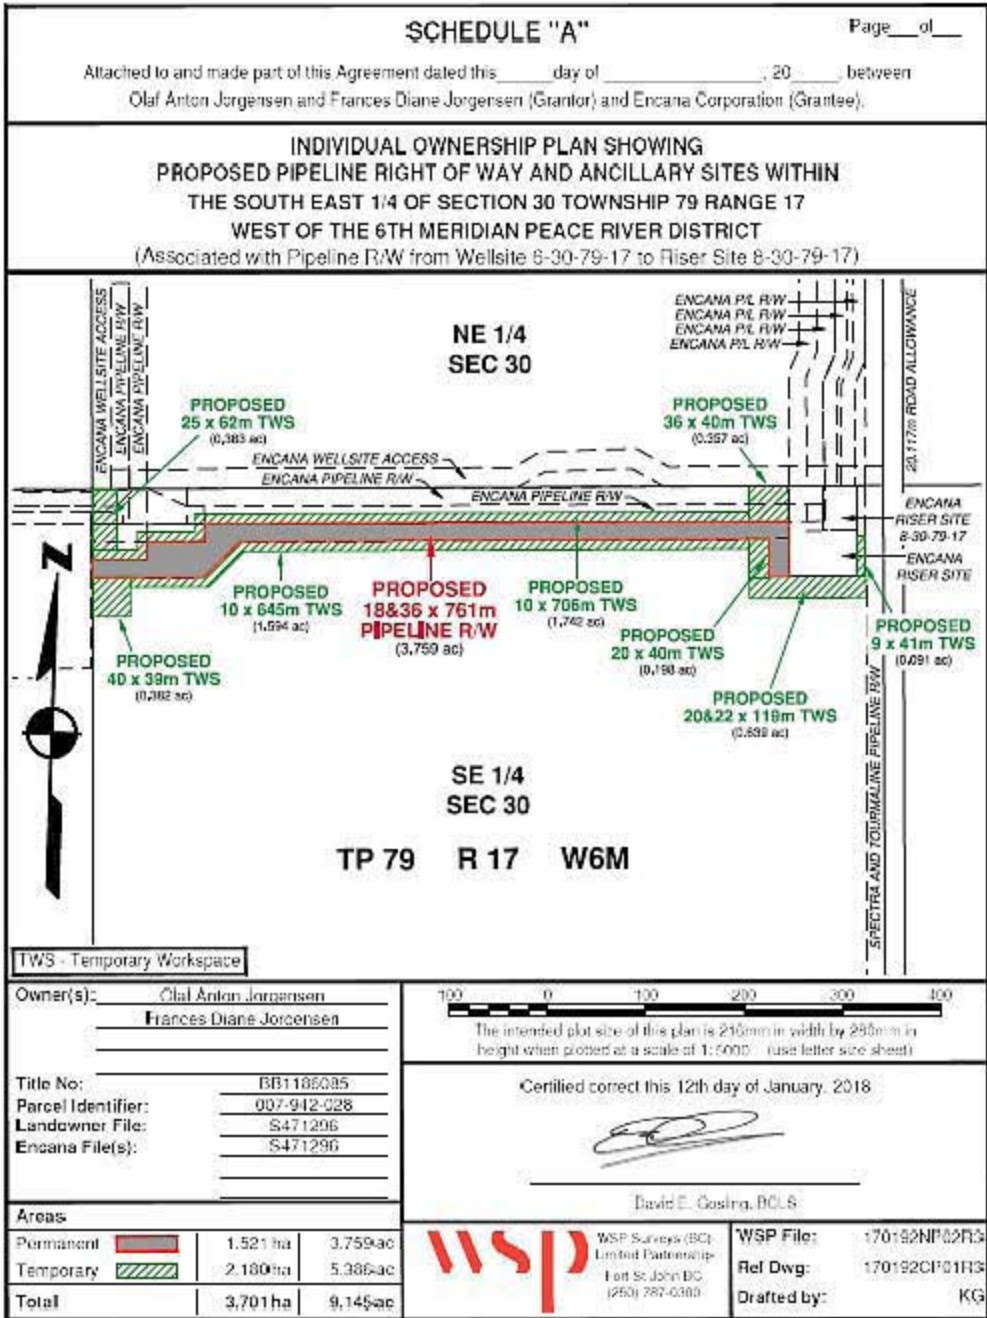 SCHEDULE "A"
Page___of___
Attached to and made part of this Agreement dated this______day of ________________, 20_____, between
Olaf Anton Jorgensen and Frances Diane Jorgensen (Grantor) and Encana Corporation (Grantee).
INDIVIDUAL OWNERSHIP PLAN SHOWING
PROPOSED PIPELINE RIGHT OF WAY AND ANCILLARY SITES WITHIN
THE SOUTH EAST 1/4 OF SECTION 30 TOWNSHIP 79 RANGE 17
WEST OF THE 6TH MERIDIAN PEACE RIVER DISTRICT
(Associated with Pipeline R/W from Wellsite 6-30-79-17 to Riser Site 8-30-79-17)
ENCANA WELLSITE ACCESS
ENCANA PIPELINE R/W
ENCANA PIPELINE R/W
NE 1/4
SEC 30
ENCANA P/L R/W
ENCANA P/L R/W
ENCANA P/L R/W
ENCANA P/L R/W
20.117m ROAD ALLOWANCE
PROPOSED
25 x 62m TWS
(0.383 ac)
PROPOSED
36 x 40m TWS
(0.357 ac)
ENCANA WELLSITE ACCESS
ENCANA PIPELINE R/W
ENCANA PIPELINE R/W
ENCANA
RISER SITE
8-30-79-17
ENCANA
RISER SITE
N
PROPOSED
10 x 645m TWS
(1.594 ac)
PROPOSED
18&36 x 761m
PIPELINE R/W
(3.759 ac)
PROPOSED
10 x 706m TWS
(1.742 ac)
PROPOSED
20 x 40m TWS
(0.198 ac)
PROPOSED
9 x 41m TWS
(0.091 ac)
PROPOSED
40 x 39m TWS
(0.382 ac)
PROPOSED
20&22 x 119m TWS
(0.639 ac)
SPECTRA AND TOURMALINE PIPELINE R/W
SE 1/4
SEC 30
TP 79 R 17 W6M
TWS - Temporary Workspace
Owner(s): Olaf Anton Jorgensen
Frances Diane Jorgensen
Title No: BB1186085
Parcel Identifier: 007-942-028
Landowner File: S471296
Encana File(s): S471296
100 0 100 200 300 400
The intended plot size of this plan is 216mm in width by 280mm in
height when plotted at a scale of 1:5000 (use letter size sheet)
Certified correct this 12th day of January, 2018
David E. Gosling, BCLS
Areas
Permanent 1.521 ha 3.759 ac
Temporary 2.180 ha 5.386 ac
Total 3.701 ha 9.145 ac
WSP
WSP Surveys (BC)
Limited Partnership
Fort St John BC
(250) 787-0300
WSP File: 170192NP02R3
Ref Dwg: 170192CP01R3
Drafted by: KG